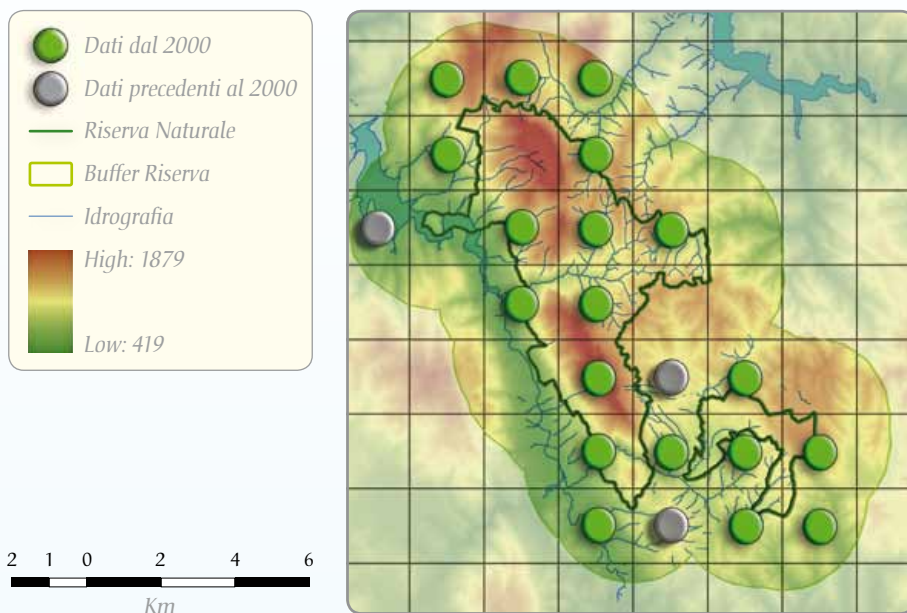 Dati dal 2000
Dati precedenti al 2000
Riserva Naturale
Buffer Riserva
Idrografia
High: 1879
Low: 419
2 1 0 2 4 6
Km